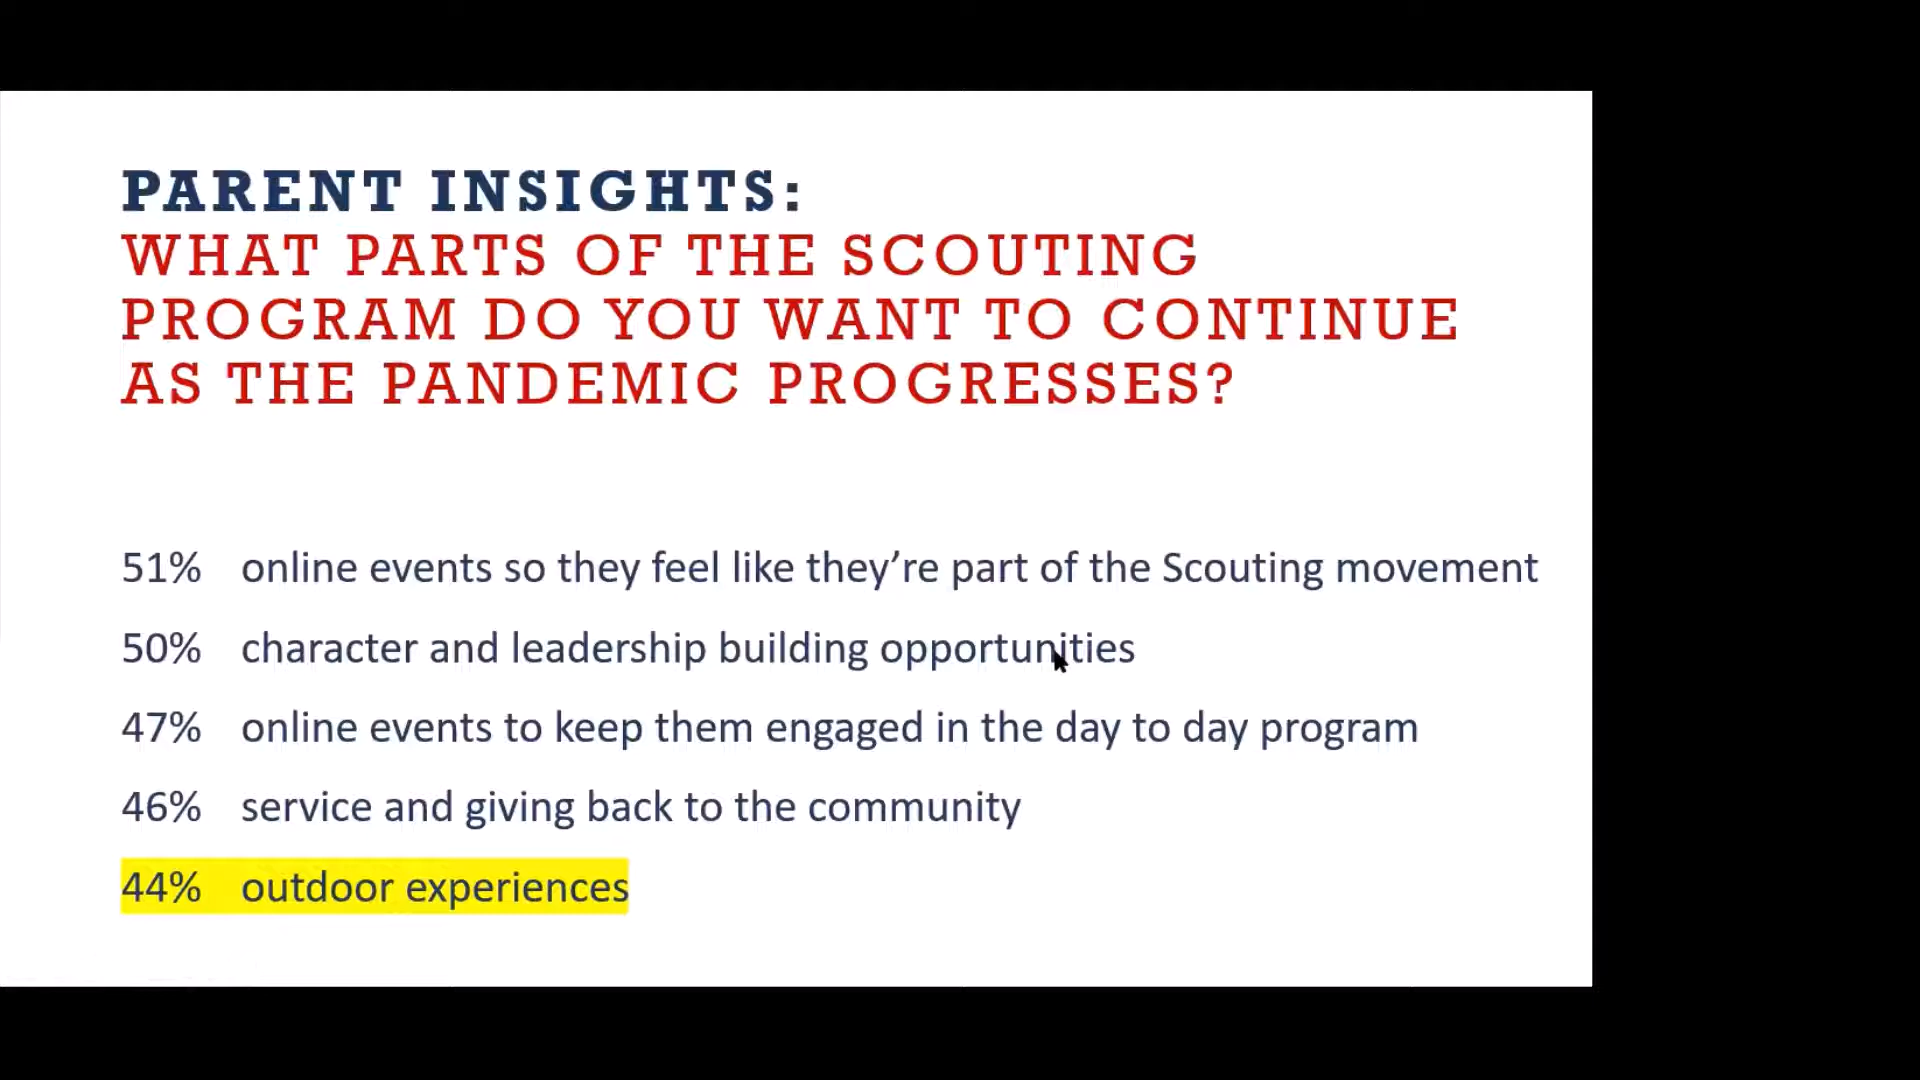 PARENT INSIGHTS:
WHAT PARTS OF THE SCOUTING
PROGRAM DO YOU WANT TO CONTINUE
AS THE PANDEMIC PROGRESSES?
51% online events so they feel like they’re part of the Scouting movement
50% character and leadership building opportunities
47% online events to keep them engaged in the day to day program
46% service and giving back to the community
44% outdoor experiences